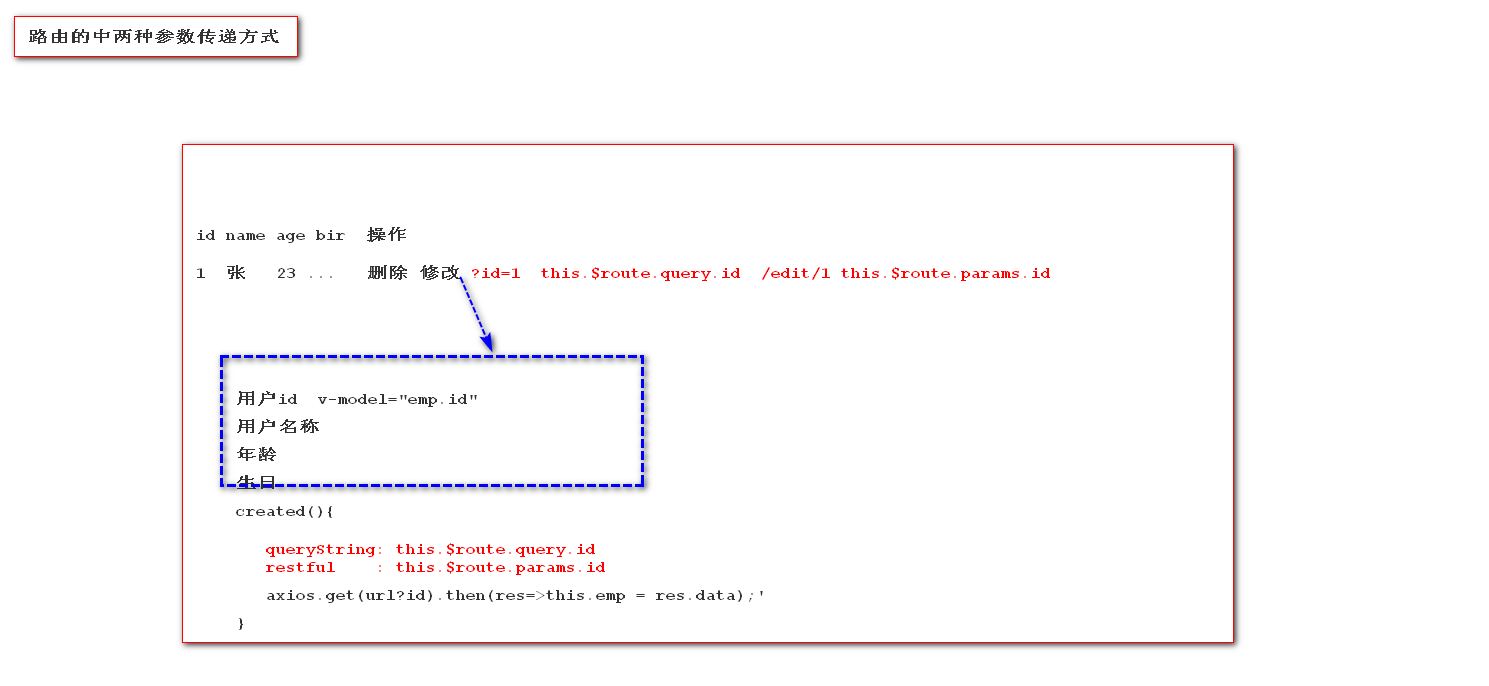 路由的中两种参数传递方式
id name age bir 操作
1 张 23 ... 删除 修改 ?id=1 this.$route.query.id /edit/1 this.$route.params.id
用户id v-model="emp.id"
用户名称
年龄
生日
created(){
queryString: this.$route.query.id
restful : this.$route.params.id
axios.get(url?id).then(res=>this.emp = res.data);'
}